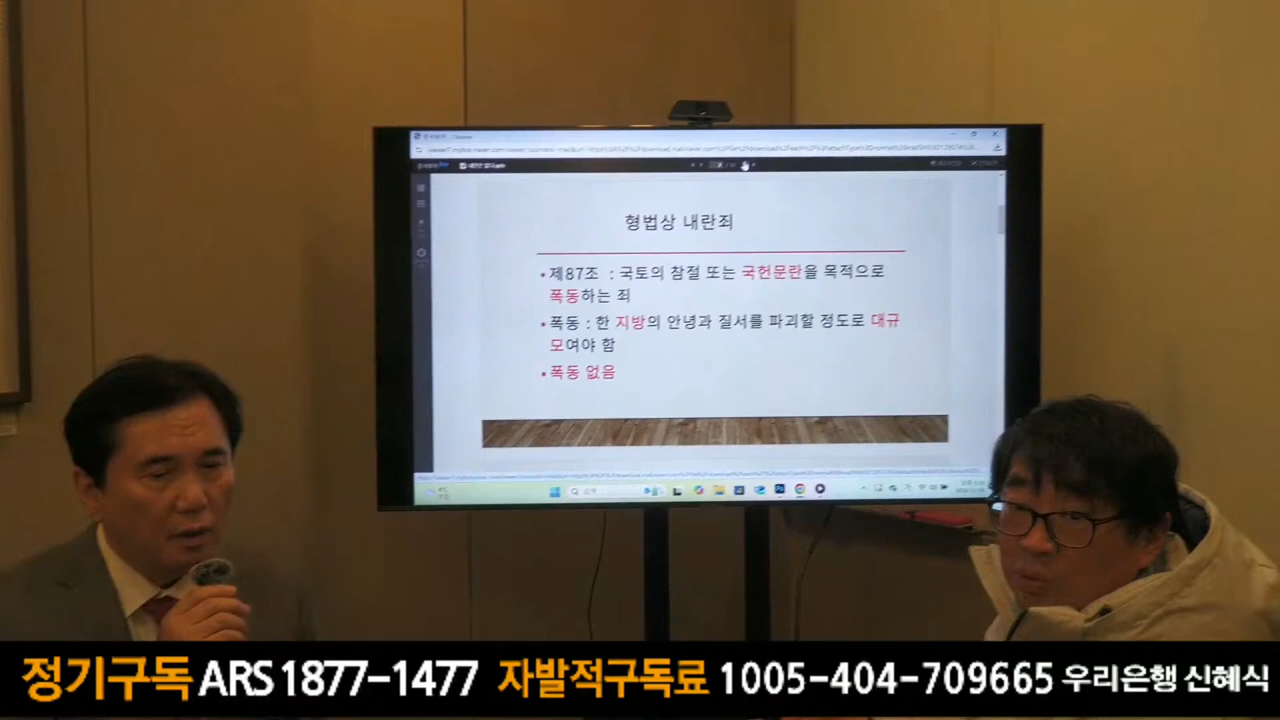 형법상 내란죄
•제87조 : 국토의 참절 또는 국헌문란을 목적으로
폭동하는 죄
•폭동 : 한 지방의 안녕과 질서를 파괴할 정도로 대규
모여야 함
•폭동 없음
정기구독 ARS 1877-1477 자발적구독료 1005-404-709665 우리은행 신혜식